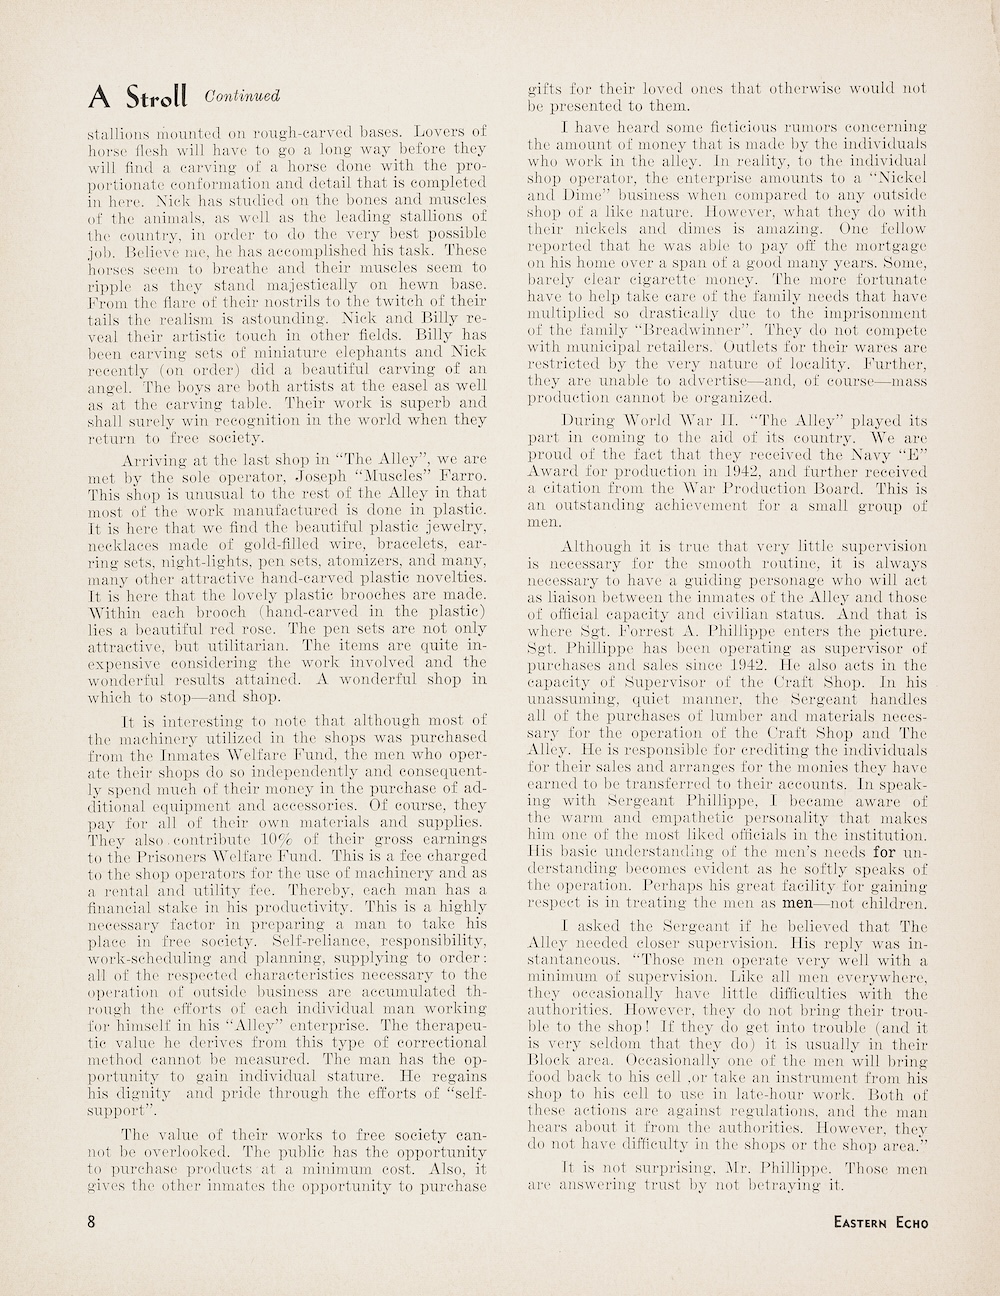 A Stroll Continued
stallions mounted on rough-carved bases. Lovers of
horse flesh will have to go a long way before they
will find a carving of a horse done with the pro-
portionate conformation and detail that is completed
in here. Nick has studied on the bones and muscles
of the animals, as well as the leading stallions of
the country, in order to do the very best possible
job. Believe me, he has accomplished his task. These
horses seem to breathe and their muscles seem to
ripple as they stand majestically on hewn base.
From the flare of their nostrils to the twitch of their
tails the realism is astounding. Nick and Billy re-
veal their artistic touch in other fields. Billy has
been carving sets of miniature elephants and Nick
recently (on order) did a beautiful carving of an
angel. The boys are both artists at the easel as well
as at the carving table. Their work is superb and
shall surely win recognition in the world when they
return to free society.
Arriving at the last shop in “The Alley”, we are
met by the sole operator, Joseph “Muscles” Farro.
This shop is unusual to the rest of the Alley in that
most of the work manufactured is done in plastic.
It is here that we find the beautiful plastic jewelry,
necklaces made of gold-filled wire, bracelets, ear-
ring sets, night-lights, pen sets, atomizers, and many,
many other attractive hand-carved plastic novelties.
It is here that the lovely plastic brooches are made.
Within each brooch (hand-carved in the plastic)
lies a beautiful red rose. The pen sets are not only
attractive, but utilitarian. The items are quite in-
expensive considering the work involved and the
wonderful results attained. A wonderful shop in
which to stop—and shop.
It is interesting to note that although most of
the machinery utilized in the shops was purchased
from the Inmates Welfare Fund, the men who oper-
ate their shops do so independently and consequent-
ly spend much of their money in the purchase of ad-
ditional equipment and accessories. Of course, they
pay for all of their own materials and supplies.
They also contribute 10% of their gross earnings
to the Prisoners Welfare Fund. This is a fee charged
to the shop operators for the use of machinery and as
a rental and utility fee. Thereby, each man has a
financial stake in his productivity. This is a highly
necessary factor in preparing a man to take his
place in free society. Self-reliance, responsibility,
work-scheduling and planning, supplying to order:
all of the respected characteristics necessary to the
operation of outside business are accumulated th-
rough the efforts of each individual man working
for himself in his “Alley” enterprise. The therapeu-
tic value he derives from this type of correctional
method cannot be measured. The man has the op-
portunity to gain individual stature. He regains
his dignity and pride through the efforts of “self-
support”.
The value of their works to free society can-
not be overlooked. The public has the opportunity
to purchase products at a minimum cost. Also, it
gives the other inmates the opportunity to purchase
gifts for their loved ones that otherwise would not
be presented to them.
I have heard some ficticious rumors concerning
the amount of money that is made by the individuals
who work in the alley. In reality, to the individual
shop operator, the enterprise amounts to a “Nickel
and Dime” business when compared to any outside
shop of a like nature. However, what they do with
their nickels and dimes is amazing. One fellow
reported that he was able to pay off the mortgage
on his home over a span of a good many years. Some,
barely clear cigarette money. The more fortunate
have to help take care of the family needs that have
multiplied so drastically due to the imprisonment
of the family “Breadwinner”. They do not compete
with municipal retailers. Outlets for their wares are
restricted by the very nature of locality. Further,
they are unable to advertise—and, of course—mass
production cannot be organized.
During World War II. “The Alley” played its
part in coming to the aid of its country. We are
proud of the fact that they received the Navy “E”
Award for production in 1942, and further received
a citation from the War Production Board. This is
an outstanding achievement for a small group of
men.
Although it is true that very little supervision
is necessary for the smooth routine, it is always
necessary to have a guiding personage who will act
as liaison between the inmates of the Alley and those
of official capacity and civilian status. And that is
where Sgt. Forrest A. Phillippe enters the picture.
Sgt. Phillippe has been operating as supervisor of
purchases and sales since 1942. He also acts in the
capacity of Supervisor of the Craft Shop. In his
unassuming, quiet manner, the Sergeant handles
all of the purchases of lumber and materials neces-
sary for the operation of the Craft Shop and The
Alley. He is responsible for crediting the individuals
for their sales and arranges for the monies they have
earned to be transferred to their accounts. In speak-
ing with Sergeant Phillippe, I became aware of
the warm and empathetic personality that makes
him one of the most liked officials in the institution.
His basic understanding of the men's needs for un-
derstanding becomes evident as he softly speaks of
the operation. Perhaps his great facility for gaining
respect is in treating the men as men—not children.
I asked the Sergeant if he believed that The
Alley needed closer supervision. His reply was in-
stantaneous. “Those men operate very well with a
minimum of supervision. Like all men everywhere,
they occasionally have little difficulties with the
authorities. However, they do not bring their trou-
ble to the shop! If they do get into trouble (and it
is very seldom that they do) it is usually in their
Block area. Occasionally one of the men will bring
food back to his cell ,or take an instrument from his
shop to his cell to use in late-hour work. Both of
these actions are against regulations, and the man
hears about it from the authorities. However, they
do not have difficulty in the shops or the shop area.”
It is not surprising, Mr. Phillippe. Those men
are answering trust by not betraying it.
8
EASTERN ECHO